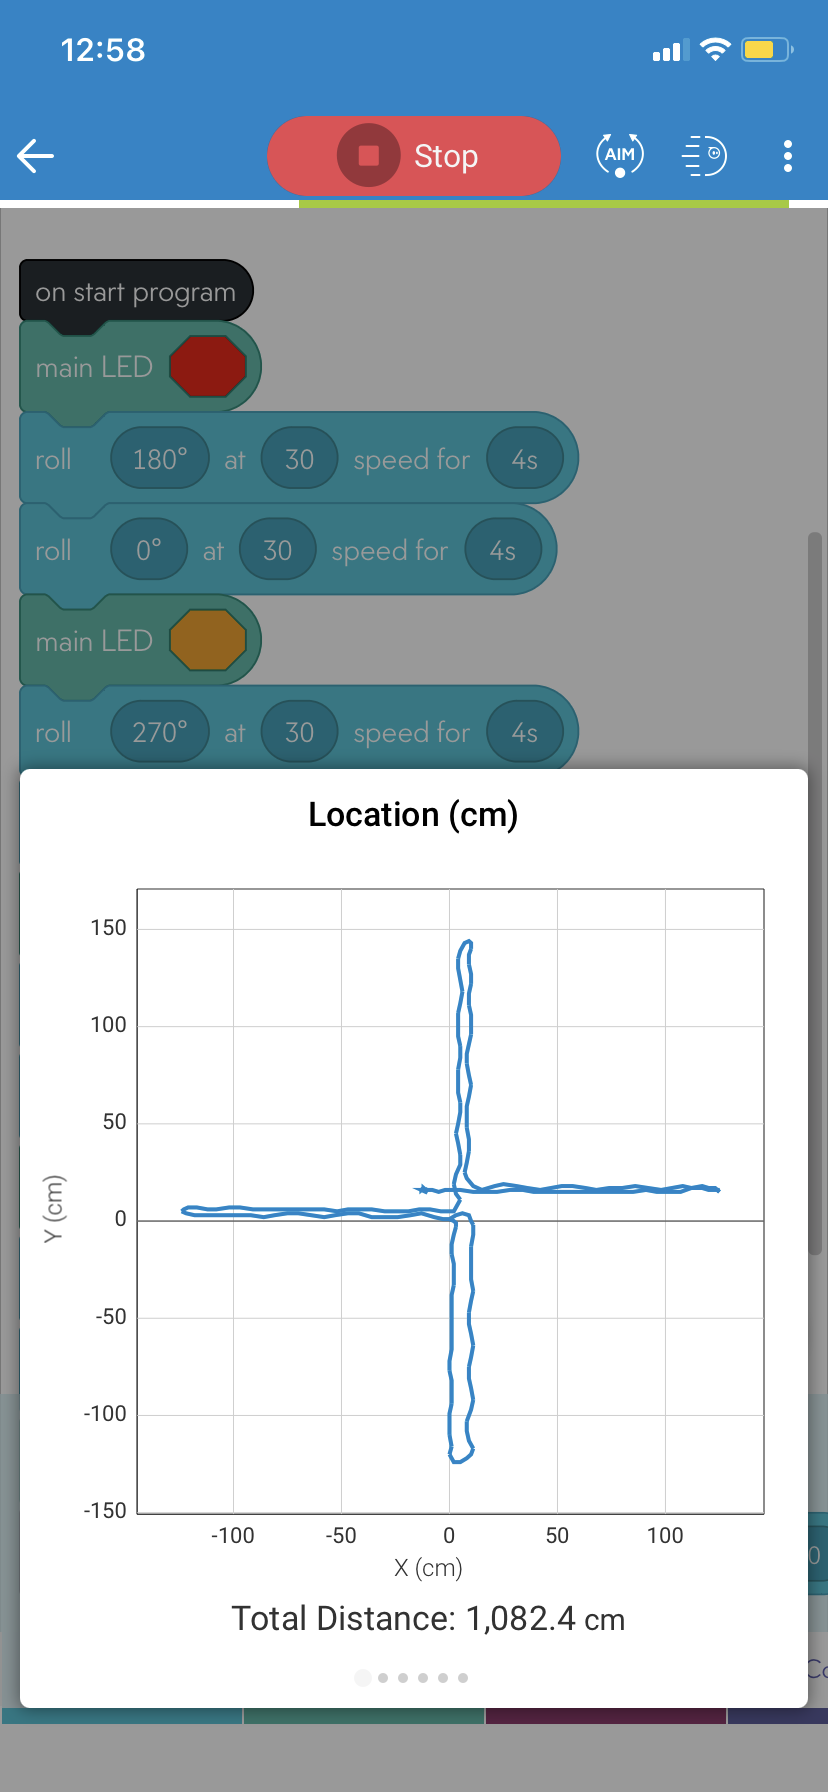 12:58
Stop
AIM
on start program
main LED
roll 180° at 30 speed for 4s
roll 0° at 30 speed for 4s
main LED
roll 270° at 30 speed for 4s
Location (cm)
150
100
50
0
-50
-100
-150
Y (cm)
-100 -50 0 50 100
X (cm)
Total Distance: 1,082.4 cm